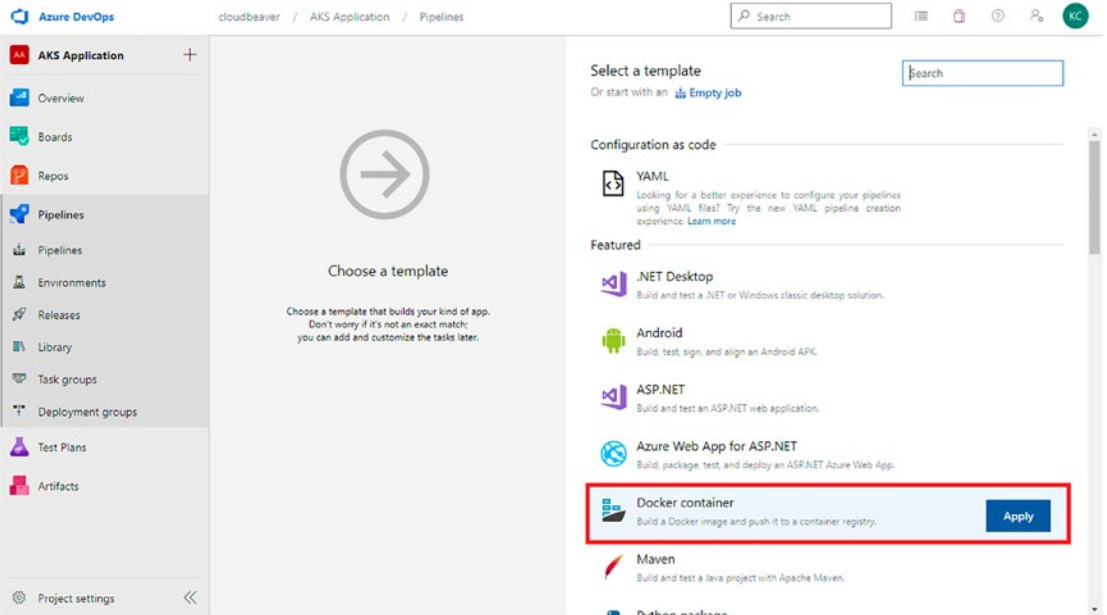 Azure DevOps
cloudbeaver / AKS Application / Pipelines
Search
KC
AA
AKS Application
Overview
Boards
Repos
Pipelines
Pipelines
Environments
Releases
Library
Task groups
Deployment groups
Test Plans
Artifacts
Project settings
Choose a template
Choose a template that builds your kind of app.
Don't worry if it's not an exact match;
you can add and customize the tasks later.
Select a template
Or start with an Empty job
Search
Configuration as code
YAML
Looking for a better experience to configure your pipelines
using YAML files? Try the new YAML pipeline creation
experience. Learn more
Featured
.NET Desktop
Build and test a .NET or Windows classic desktop solution.
Android
Build, test, sign, and align an Android APK.
ASP.NET
Build and test an ASP.NET web application.
Azure Web App for ASP.NET
Build, package, test, and deploy an ASP.NET Azure Web App.
Docker container
Build a Docker image and push it to a container registry.
Apply
Maven
Build and test a Java project with Apache Maven.
Python package